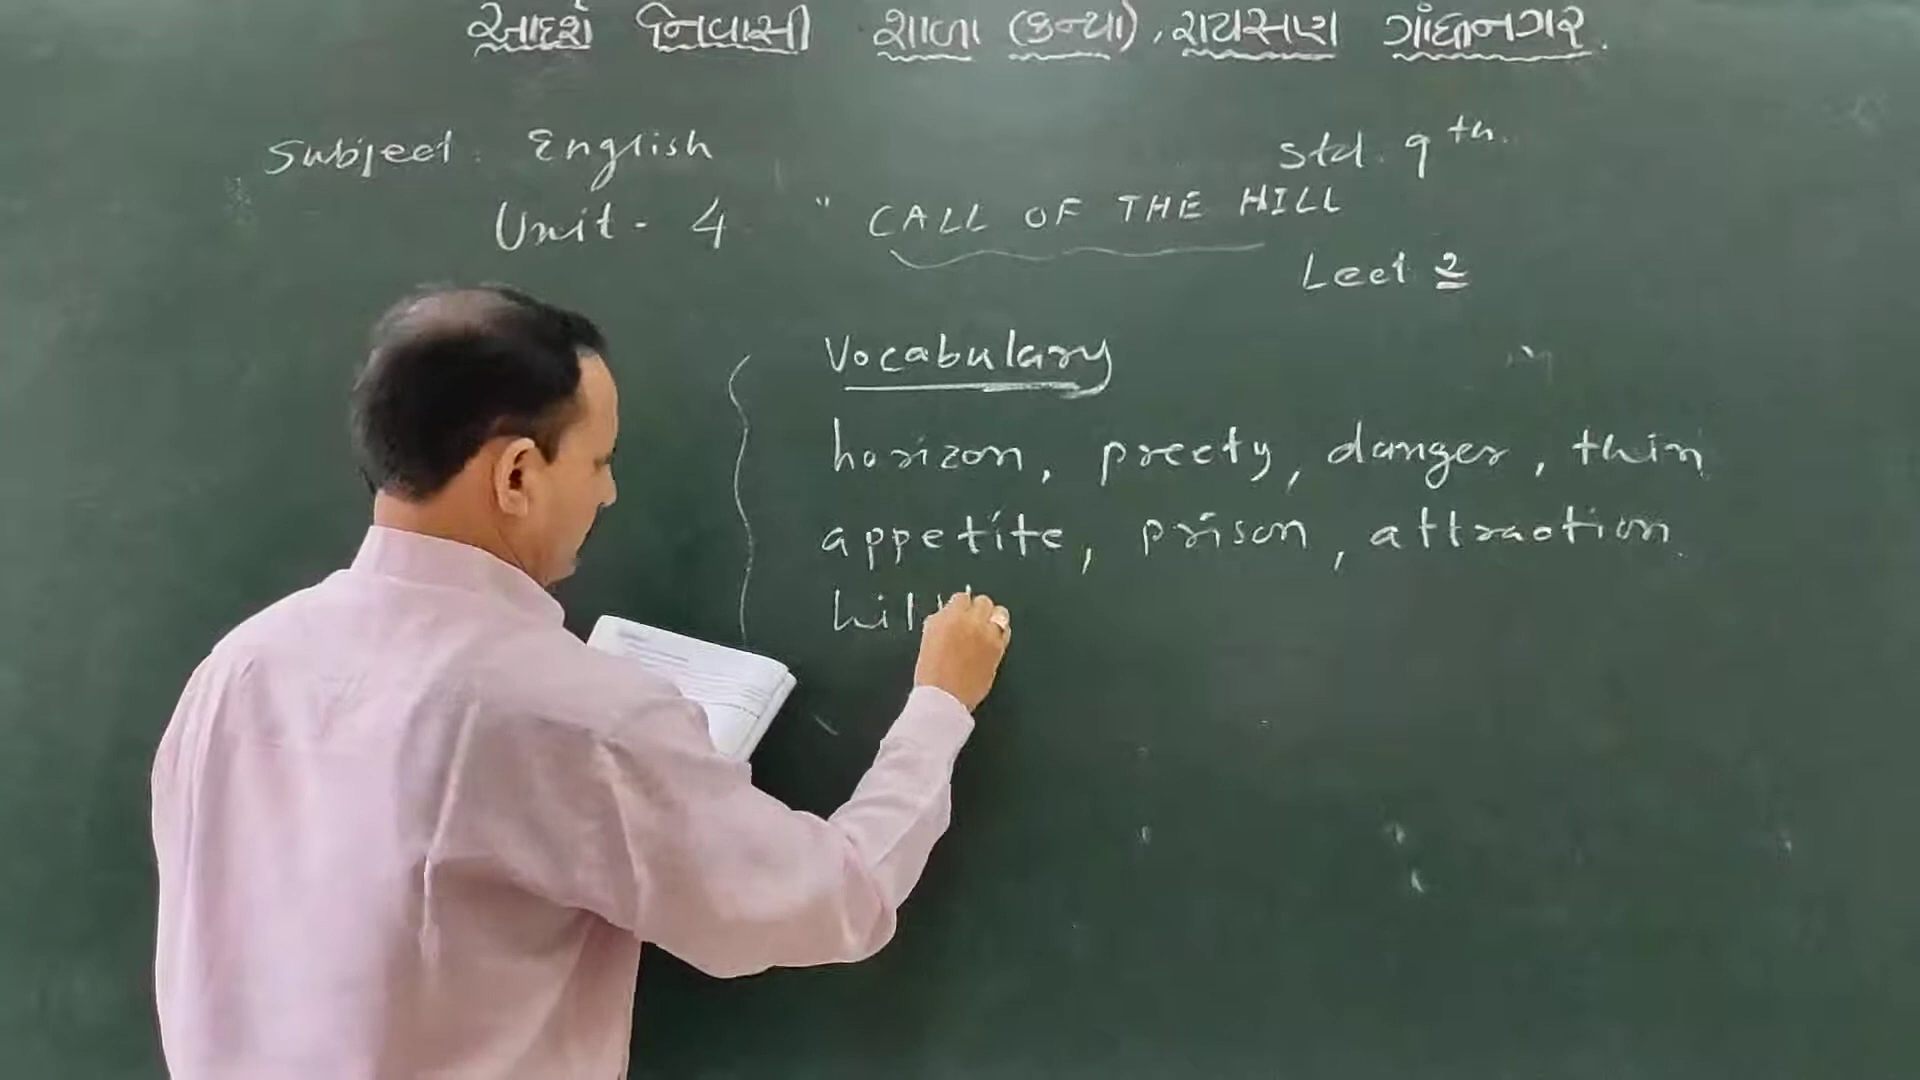 આદર્શ નિવાસી શાળા (કન્યા), રાયસણ ગાંધીનગર.
Subject: English Std. 9th.
Unit - 4 " CALL OF THE HILL
Lect 2
Vocabulary
horizon, preety, danger, thin
appetite, prison, attraction